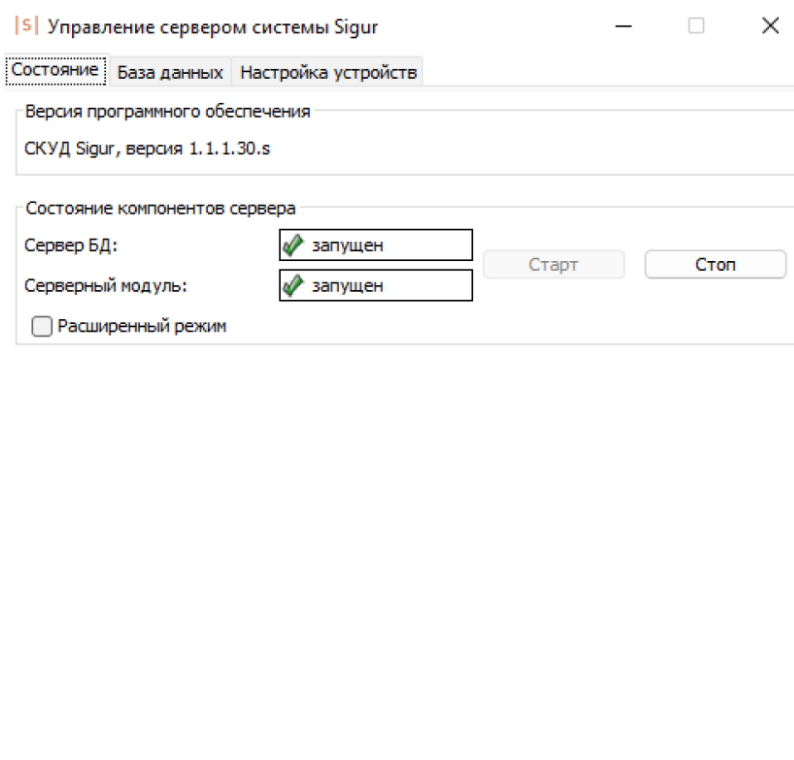 |S| Управление сервером системы Sigur
Состояние База данных Настройка устройств
Версия программного обеспечения
СКУД Sigur, версия 1.1.1.30.s
Состояние компонентов сервера
Сервер БД: запущен
Старт Стоп
Серверный модуль: запущен
Расширенный режим